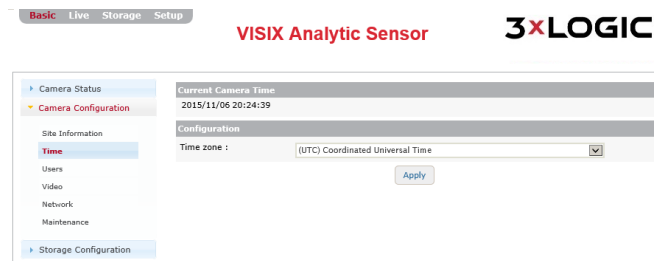 Basic Live Storage Setup
VISIX Analytic Sensor
3xLOGIC
Camera Status
Camera Configuration
Site Information
Time
Users
Video
Network
Maintenance
Storage Configuration
Current Camera Time
2015/11/06 20:24:39
Configuration
Time zone :
(UTC) Coordinated Universal Time
Apply